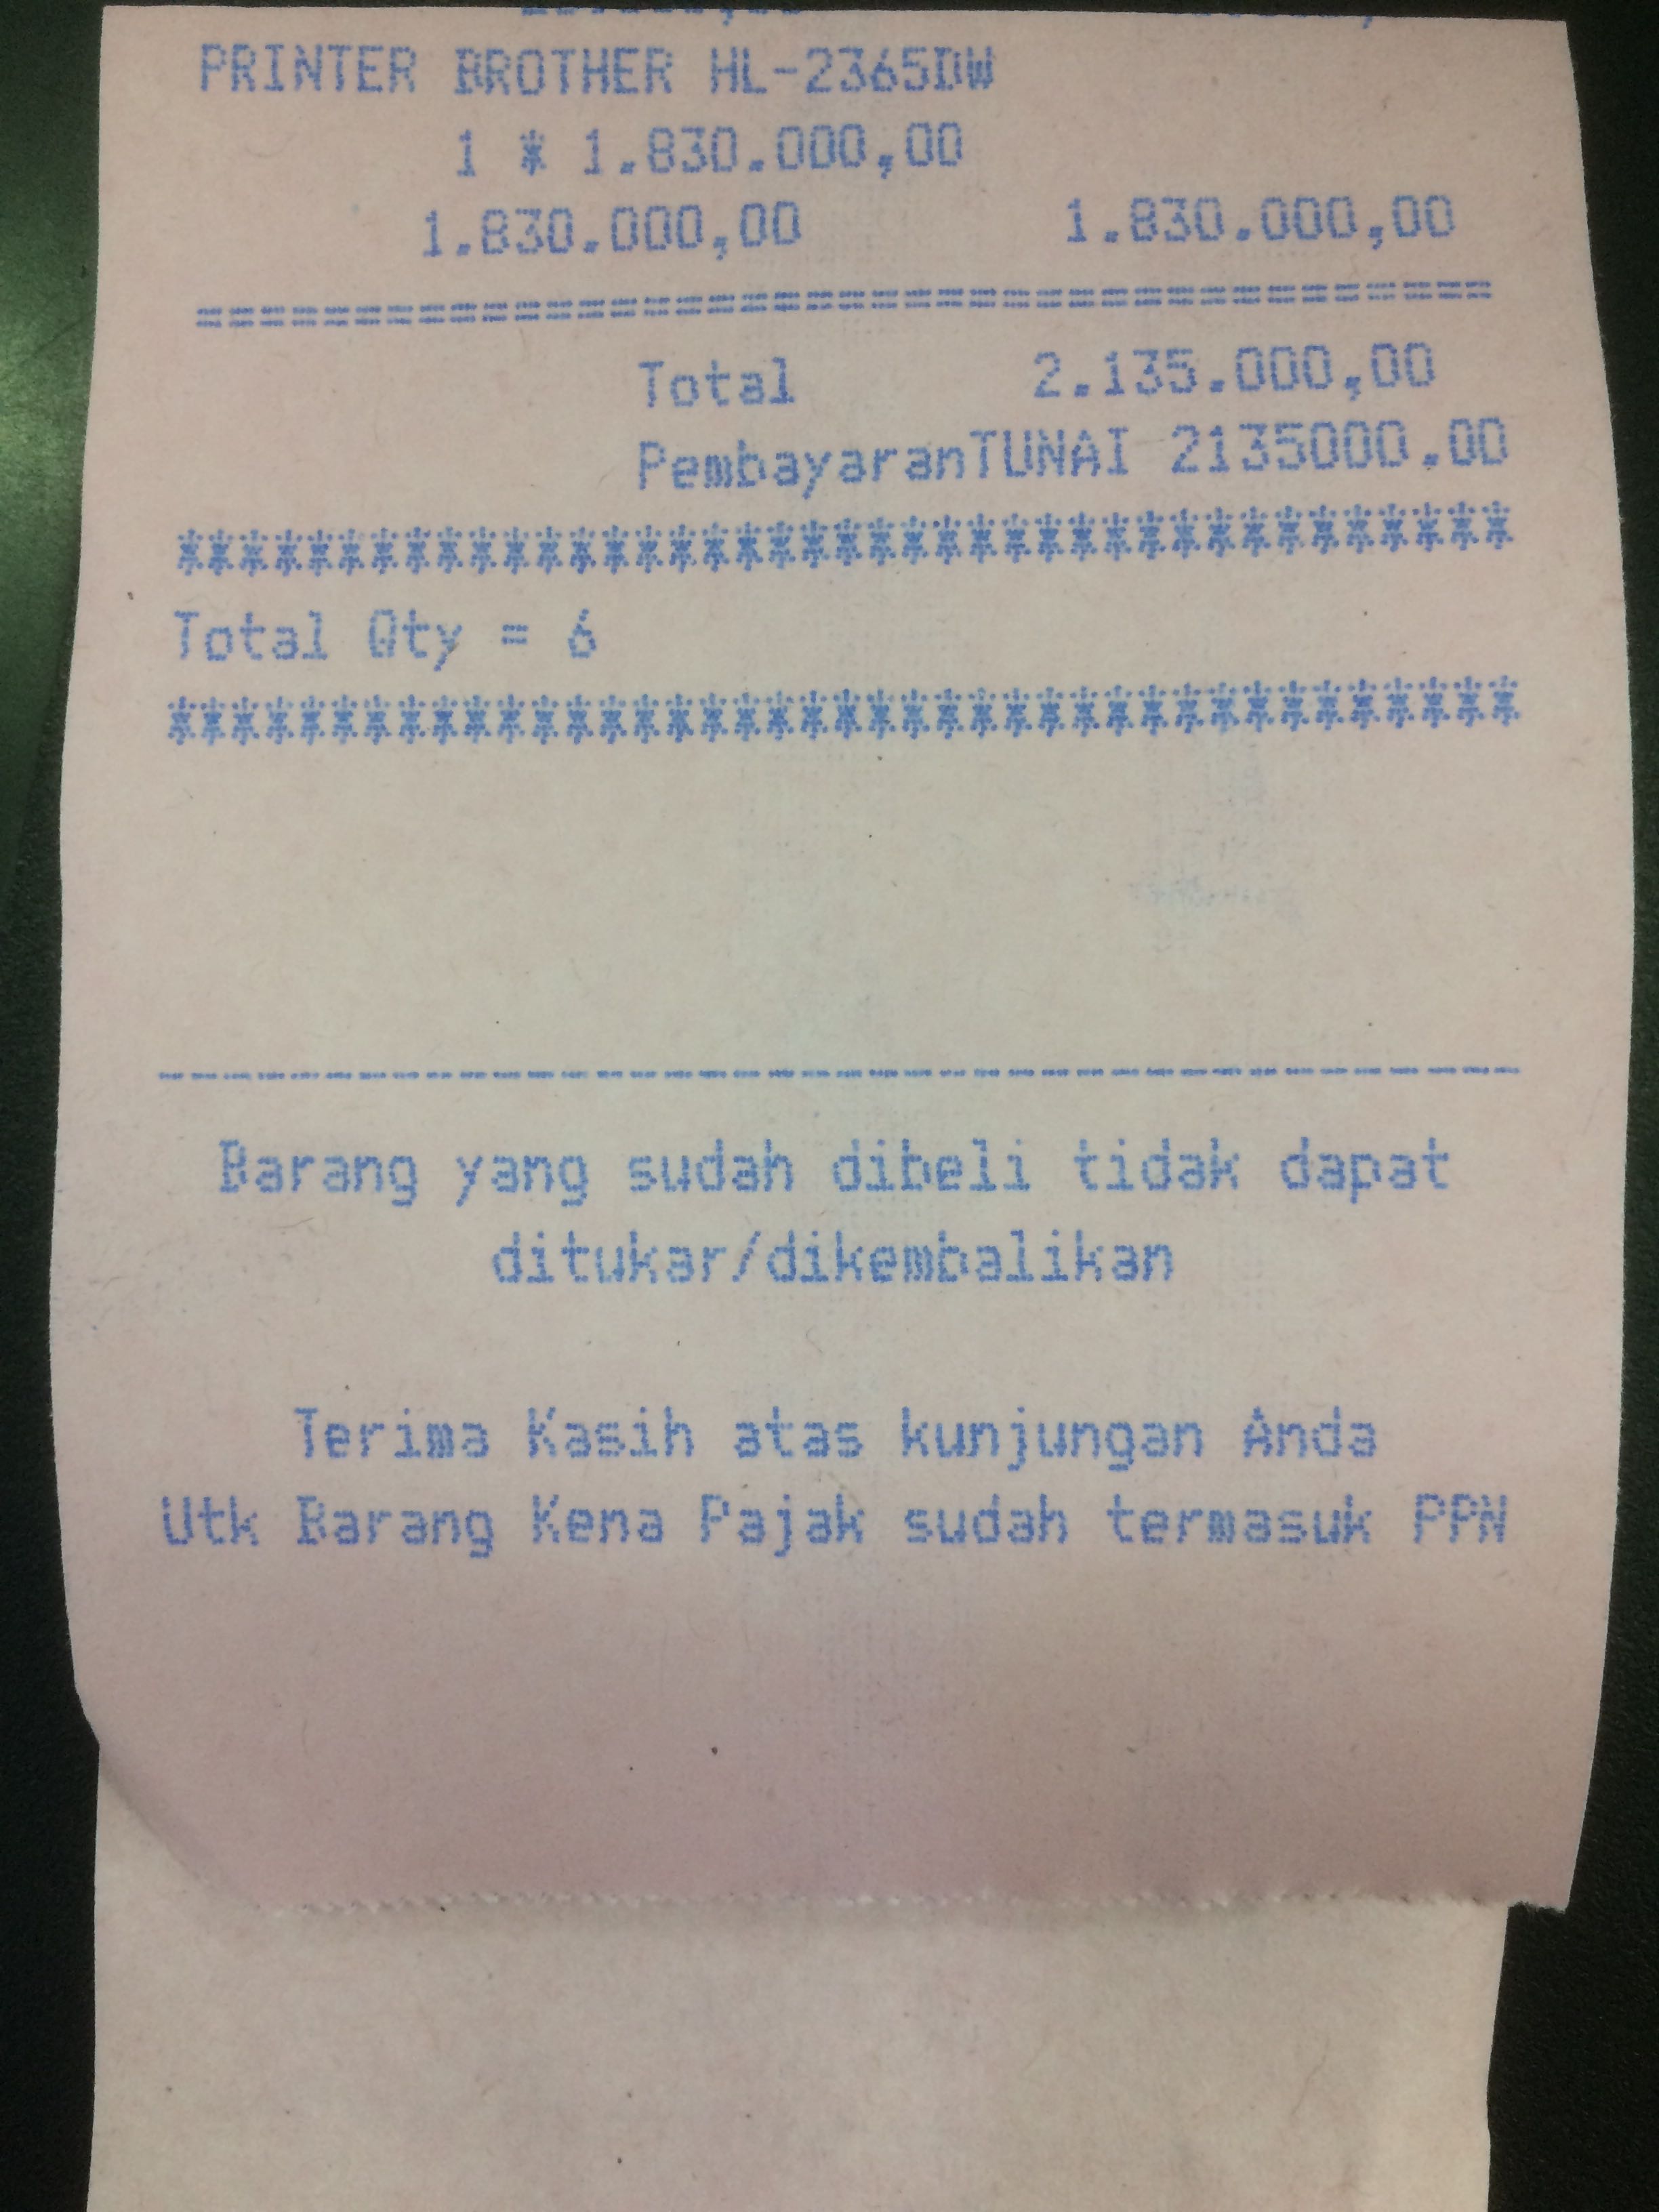 PRINTER BROTHER HL-2365DW
1 * 1.830.000,00
1.830.000,00 1.830.000,00
========================================
Total 2.135.000,00
PembayaranTUNAI 2135000.00
****************************************
Total Qty = 6
****************************************
----------------------------------------
Barang yang sudah dibeli tidak dapat
ditukar/dikembalikan
Terima Kasih atas kunjungan Anda
Utk Barang Kena Pajak sudah termasuk PPN